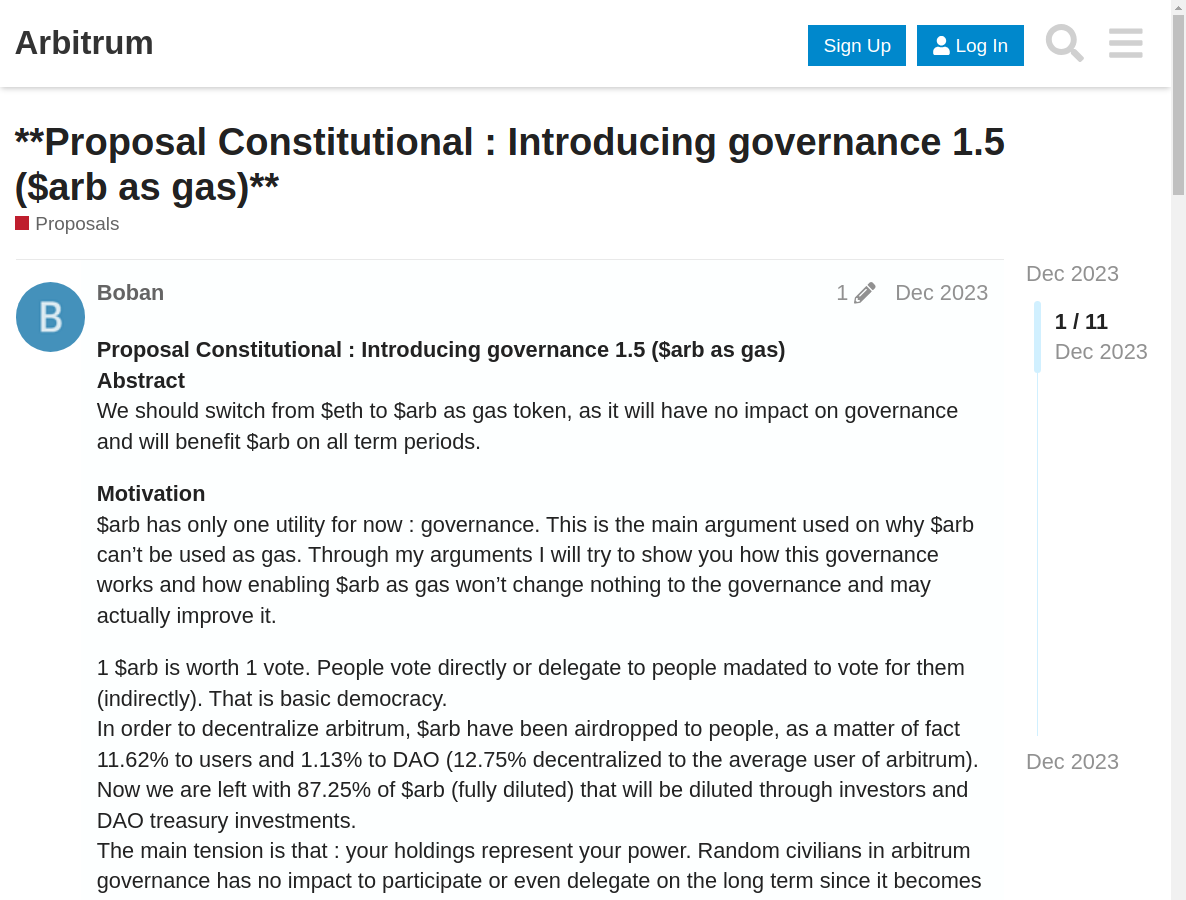 Arbitrum
Sign Up
Log In
**Proposal Constitutional : Introducing governance 1.5
($arb as gas)**
Proposals
B
Boban
1
Dec 2023
Proposal Constitutional : Introducing governance 1.5 ($arb as gas)
Abstract
We should switch from $eth to $arb as gas token, as it will have no impact on governance
and will benefit $arb on all term periods.
Motivation
$arb has only one utility for now : governance. This is the main argument used on why $arb
can’t be used as gas. Through my arguments I will try to show you how this governance
works and how enabling $arb as gas won’t change nothing to the governance and may
actually improve it.
1 $arb is worth 1 vote. People vote directly or delegate to people madated to vote for them
(indirectly). That is basic democracy.
In order to decentralize arbitrum, $arb have been airdropped to people, as a matter of fact
11.62% to users and 1.13% to DAO (12.75% decentralized to the average user of arbitrum).
Now we are left with 87.25% of $arb (fully diluted) that will be diluted through investors and
DAO treasury investments.
The main tension is that : your holdings represent your power. Random civilians in arbitrum
governance has no impact to participate or even delegate on the long term since it becomes
Dec 2023
1 / 11
Dec 2023
Dec 2023